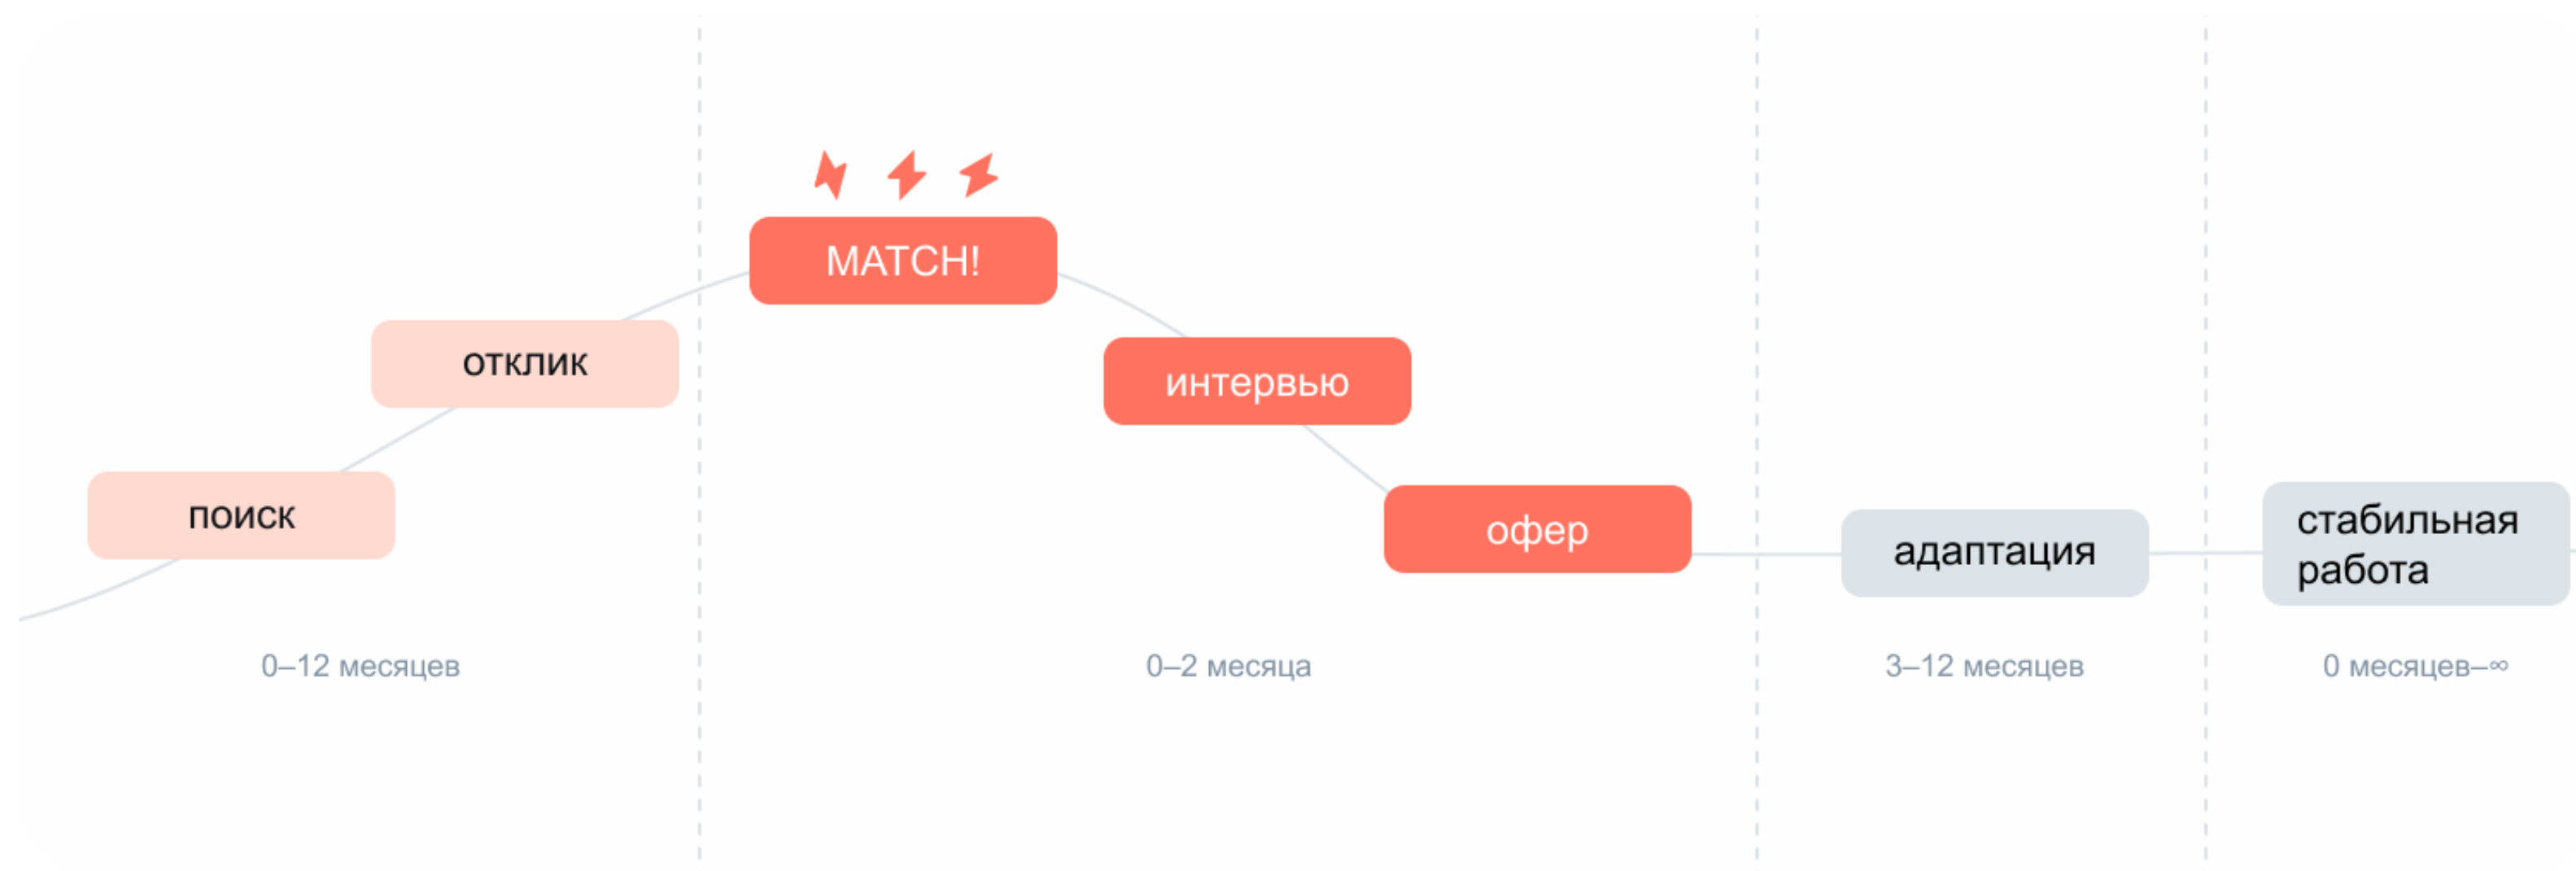 поиск
отклик
MATCH!
интервью
офер
адаптация
стабильная
работа
0–12 месяцев
0–2 месяца
3–12 месяцев
0 месяцев–∞